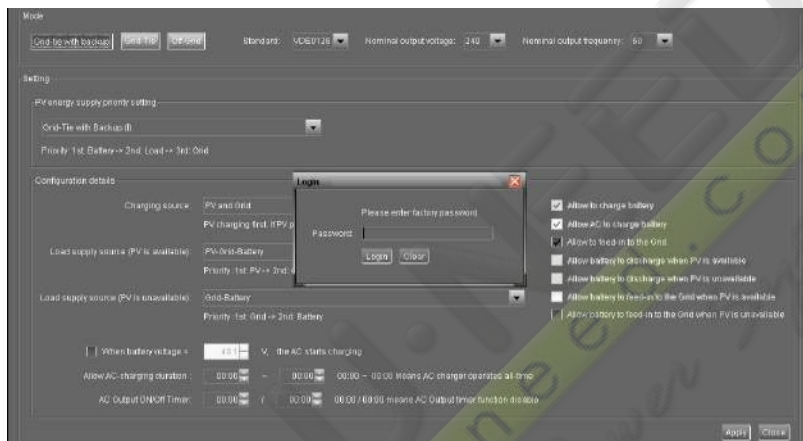 Mode
Grid-tie with backup Grid-Tie Off-Grid Standard: VDE0126 Nominal output voltage: 240 Nominal output frequency: 60
Setting
PV energy supply priority setting
Grid-Tie with Backup (I)
Priority: 1st: Battery-> 2nd: Load -> 3rd: Grid
Configuration details
Charging source: PV and Grid
PV charging first. If PV p
Load supply source (PV is available): PV-Grid-Battery
Priority: 1st: PV-> 2nd:
Load supply source (PV is unavailable): Grid-Battery
Priority: 1st: Grid -> 2nd: Battery
Login
Please enter factory password
Password:
Login Clear
Allow to charge battery
Allow AC to charge battery
Allow to feed-in to the Grid
Allow battery to discharge when PV is available
Allow battery to discharge when PV is unavailable
Allow battery to feed-in to the Grid when PV is available
Allow battery to feed-in to the Grid when PV is unavailable
When battery voltage < V, the AC starts charging
Allow AC-charging duration : 00:00 ~ 00:00 00:00 ~ 00:00 means AC charger operates all-time
AC Output ON/Off Timer: 00:00 / 00:00 00:00 / 00:00 means AC Output timer function disable
Apply Close